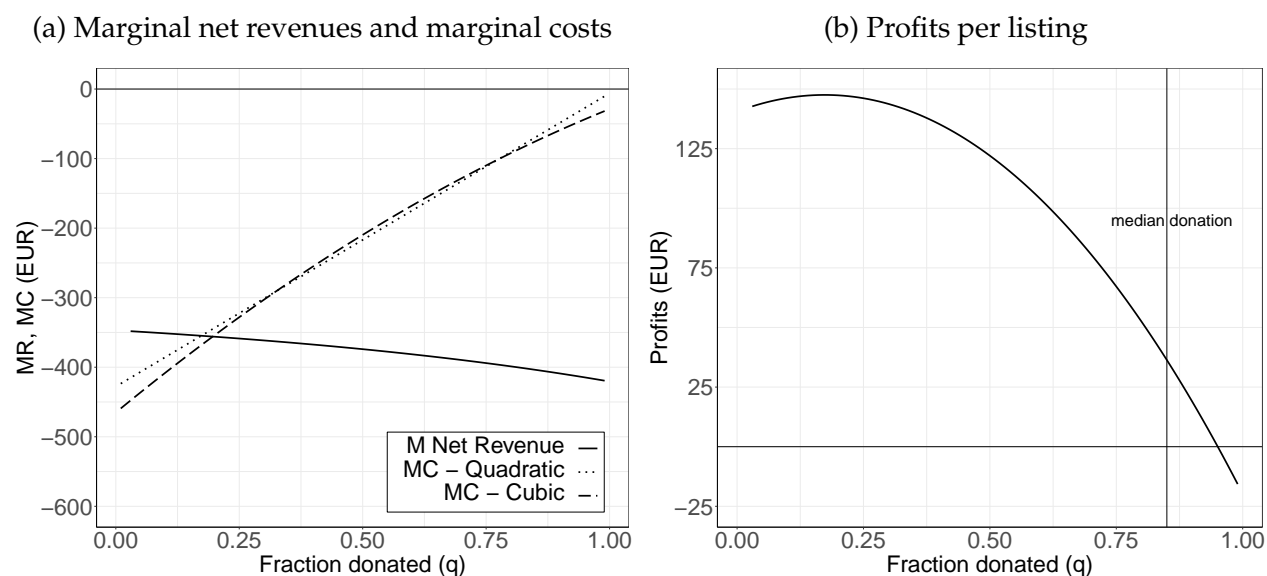 (a) Marginal net revenues and marginal costs
MR, MC (EUR)
0
−100
−200
−300
−400
−500
−600
M Net Revenue
MC − Quadratic
MC − Cubic
0.00 0.25 0.50 0.75 1.00
Fraction donated (q)
(b) Profits per listing
Profits (EUR)
125
75
25
−25
median donation
0.00 0.25 0.50 0.75 1.00
Fraction donated (q)